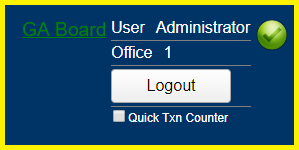 GA Board User Administrator
Office 1
Logout
Quick Txn Counter